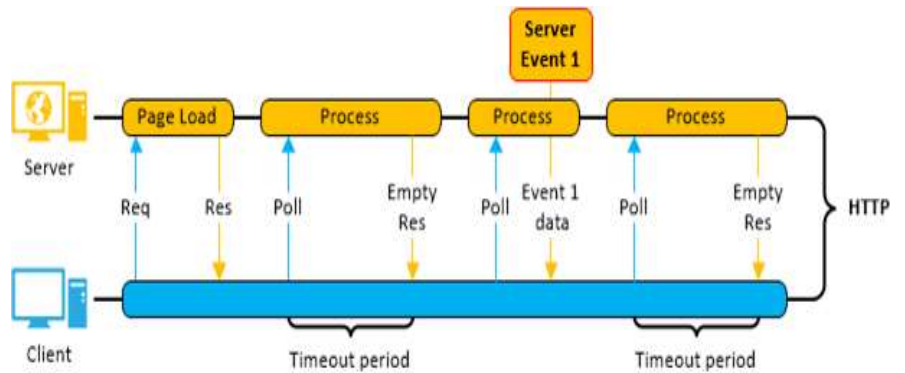 Server
Event 1
Page Load
Process
Process
Process
Server
Req
Res
Poll
Empty
Res
Poll
Event 1
data
Poll
Empty
Res
HTTP
Client
Timeout period
Timeout period